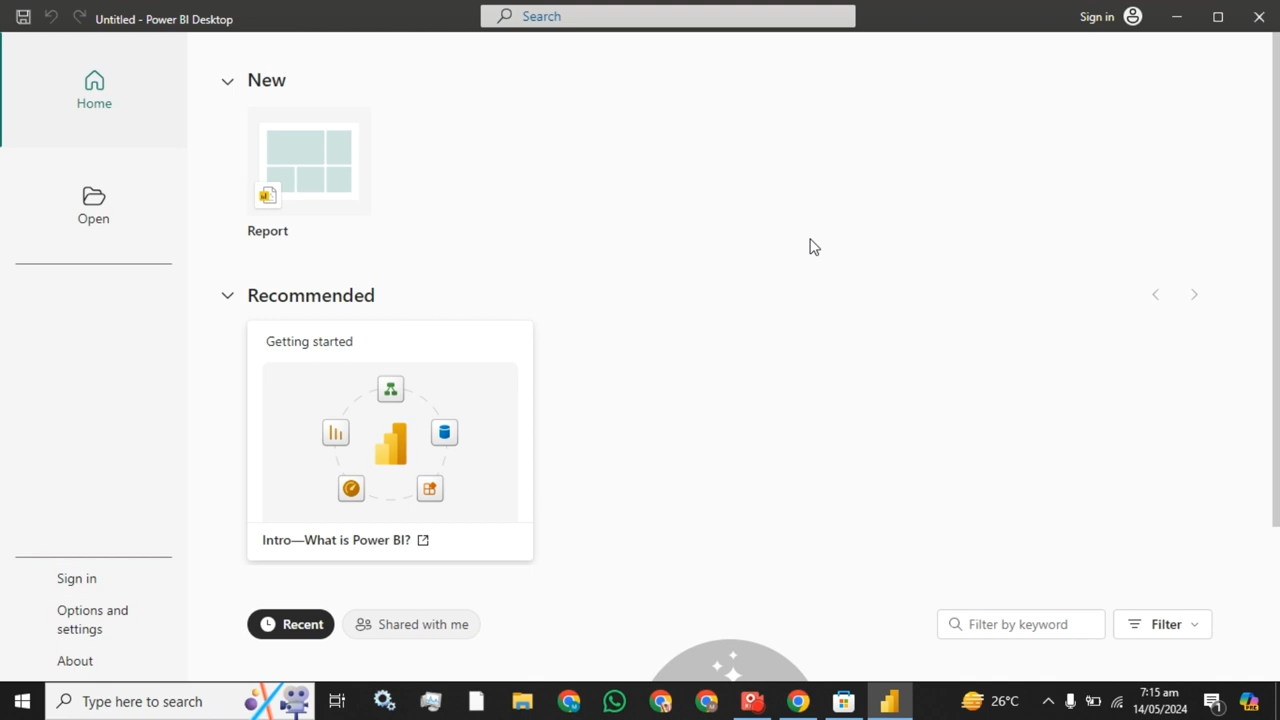 Untitled - Power BI Desktop
Search
Sign in
Home
Open
New
Report
Recommended
Getting started
Intro—What is Power BI?
Recent
Shared with me
Filter by keyword
Filter
Sign in
Options and
settings
About
Type here to search
26°C
7:15 am
14/05/2024